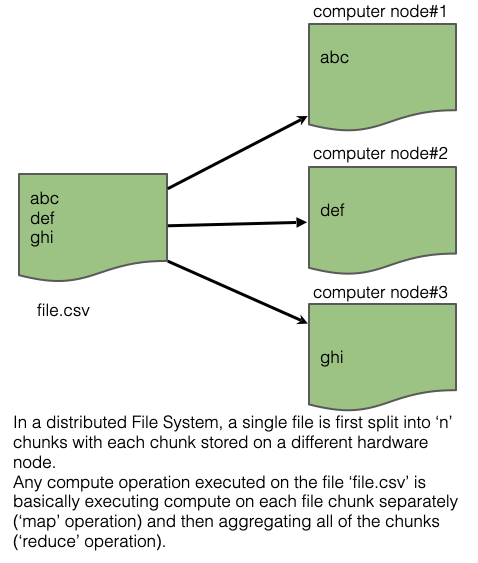 computer node#1
abc
computer node#2
abc
def
ghi
def
file.csv
computer node#3
ghi
In a distributed File System, a single file is first split into ‘n’
chunks with each chunk stored on a different hardware
node.
Any compute operation executed on the file ‘file.csv’ is
basically executing compute on each file chunk separately
(‘map’ operation) and then aggregating all of the chunks
(‘reduce’ operation).